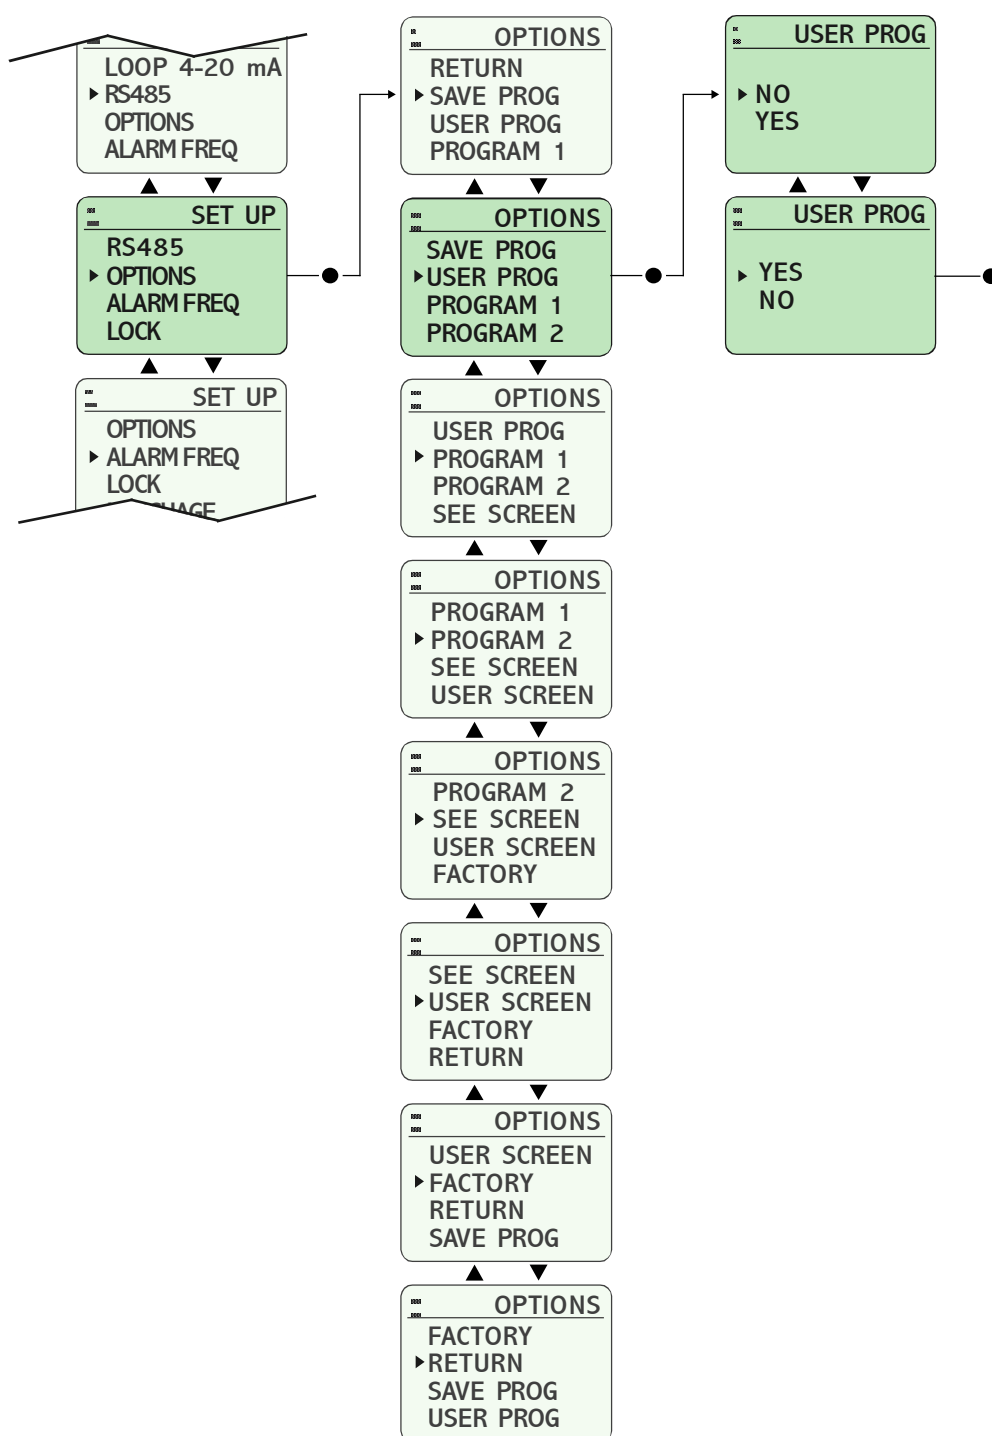 LOOP 4-20 mA
RS485
OPTIONS
ALARM FREQ
SET UP
RS485
OPTIONS
ALARM FREQ
LOCK
SET UP
OPTIONS
ALARM FREQ
LOCK
OPTIONS
RETURN
SAVE PROG
USER PROG
PROGRAM 1
OPTIONS
SAVE PROG
USER PROG
PROGRAM 1
PROGRAM 2
OPTIONS
USER PROG
PROGRAM 1
PROGRAM 2
SEE SCREEN
OPTIONS
PROGRAM 1
PROGRAM 2
SEE SCREEN
USER SCREEN
OPTIONS
PROGRAM 2
SEE SCREEN
USER SCREEN
FACTORY
OPTIONS
SEE SCREEN
USER SCREEN
FACTORY
RETURN
OPTIONS
USER SCREEN
FACTORY
RETURN
SAVE PROG
OPTIONS
FACTORY
RETURN
SAVE PROG
USER PROG
USER PROG
NO
YES
USER PROG
YES
NO